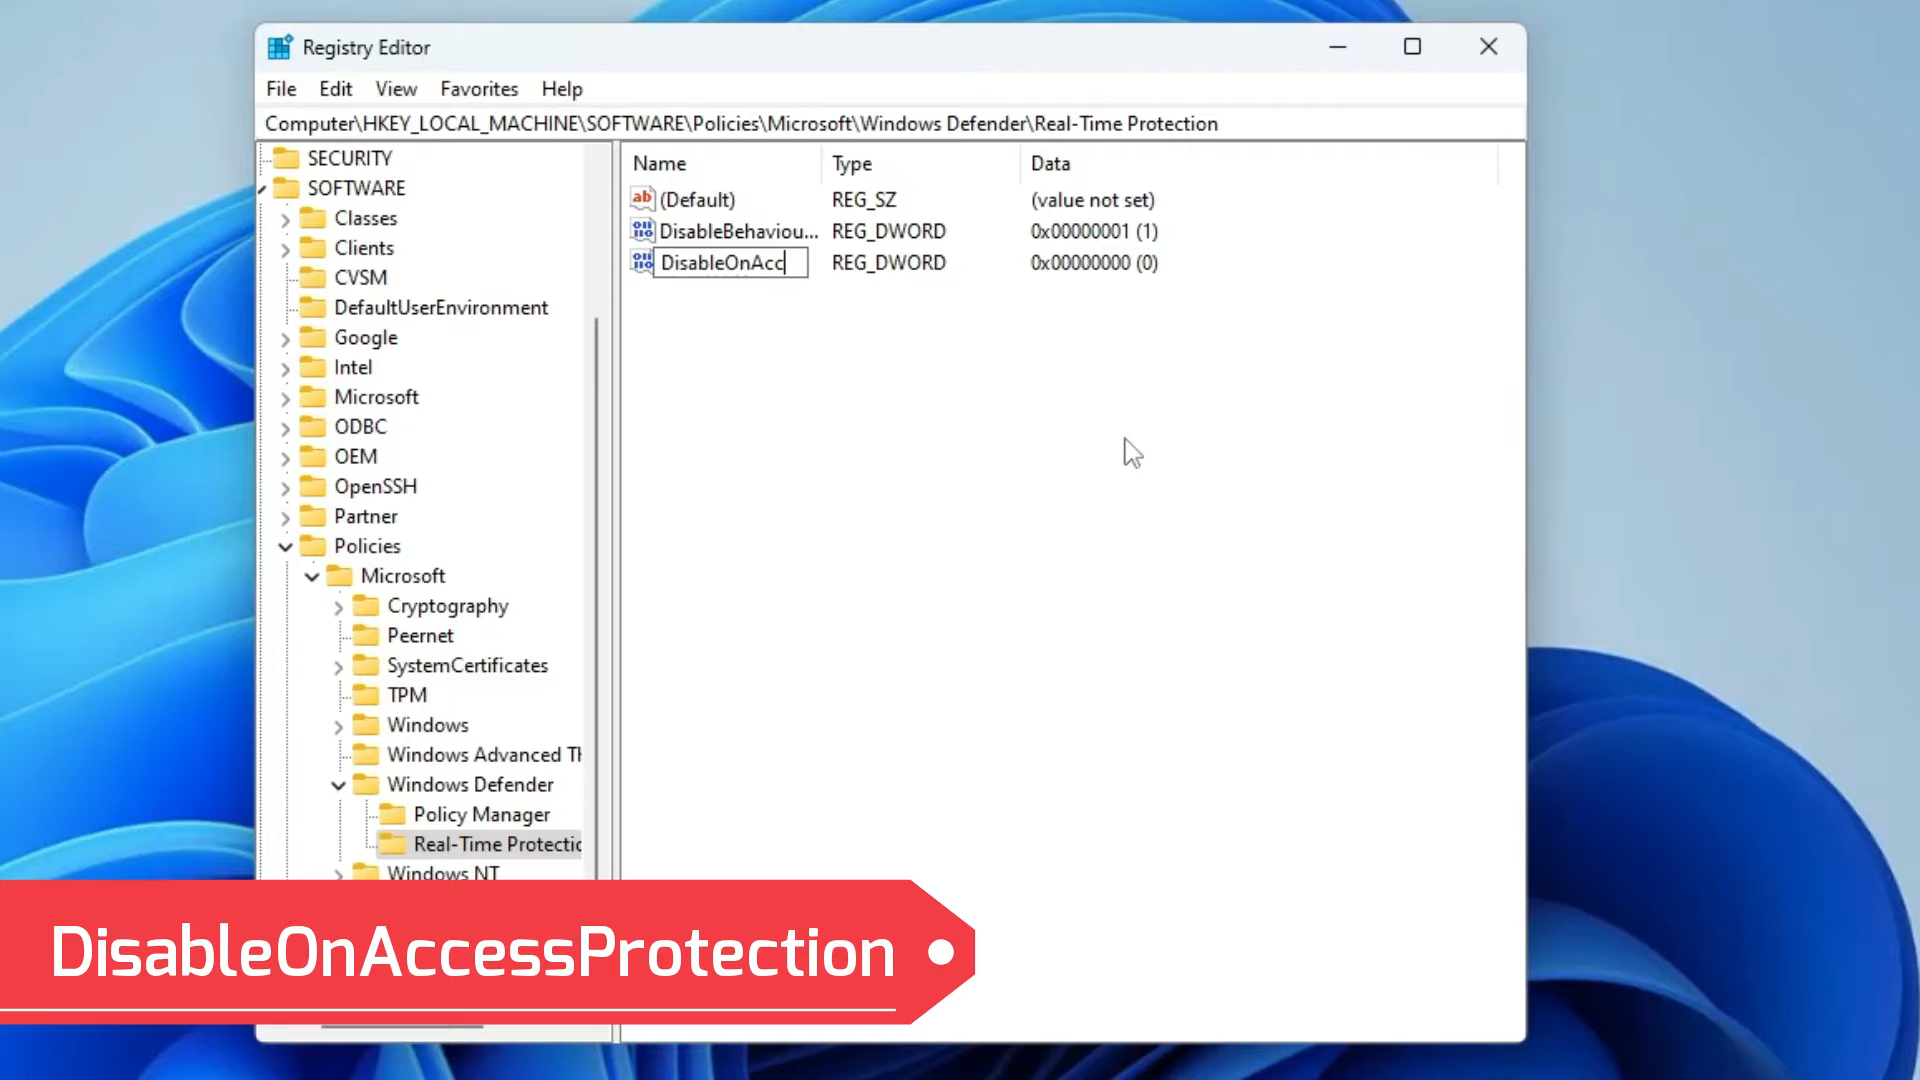 Registry Editor
File Edit View Favorites Help
Computer\HKEY_LOCAL_MACHINE\SOFTWARE\Policies\Microsoft\Windows Defender\Real-Time Protection
SECURITY
SOFTWARE
Classes
Clients
CVSM
DefaultUserEnvironment
Google
Intel
Microsoft
ODBC
OEM
OpenSSH
Partner
Policies
Microsoft
Cryptography
Peernet
SystemCertificates
TPM
Windows
Windows Advanced Th
Windows Defender
Policy Manager
Real-Time Protectio
Windows NT
Name Type Data
(Default) REG_SZ (value not set)
DisableBehaviou... REG_DWORD 0x00000001 (1)
DisableOnAcc REG_DWORD 0x00000000 (0)
DisableOnAccessProtection